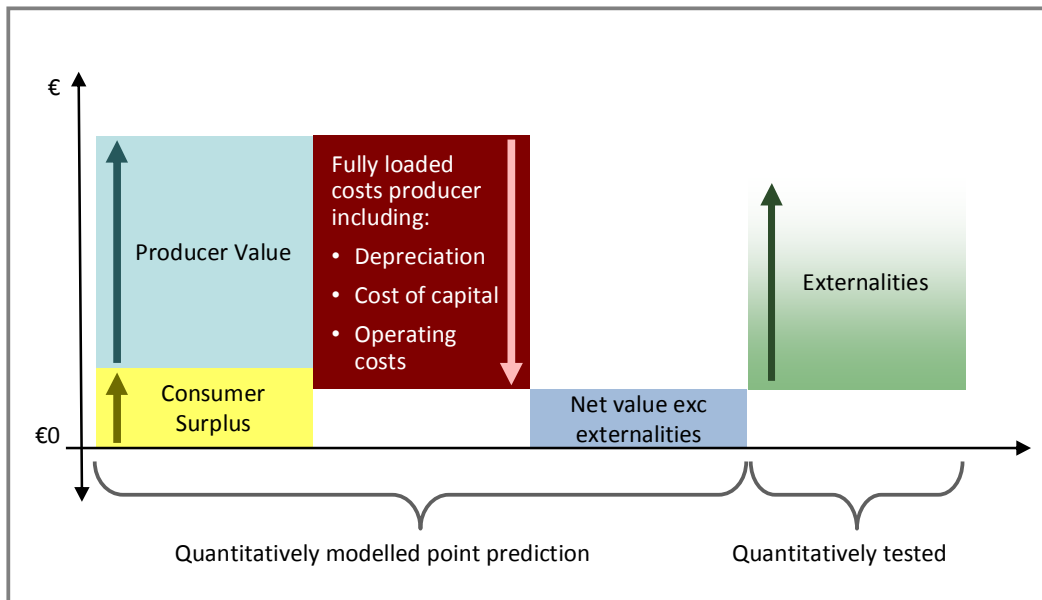 €
Producer Value
Fully loaded
costs producer
including:
• Depreciation
• Cost of capital
• Operating
costs
Externalities
Consumer
Surplus
Net value exc
externalities
€0
Quantitatively modelled point prediction
Quantitatively tested